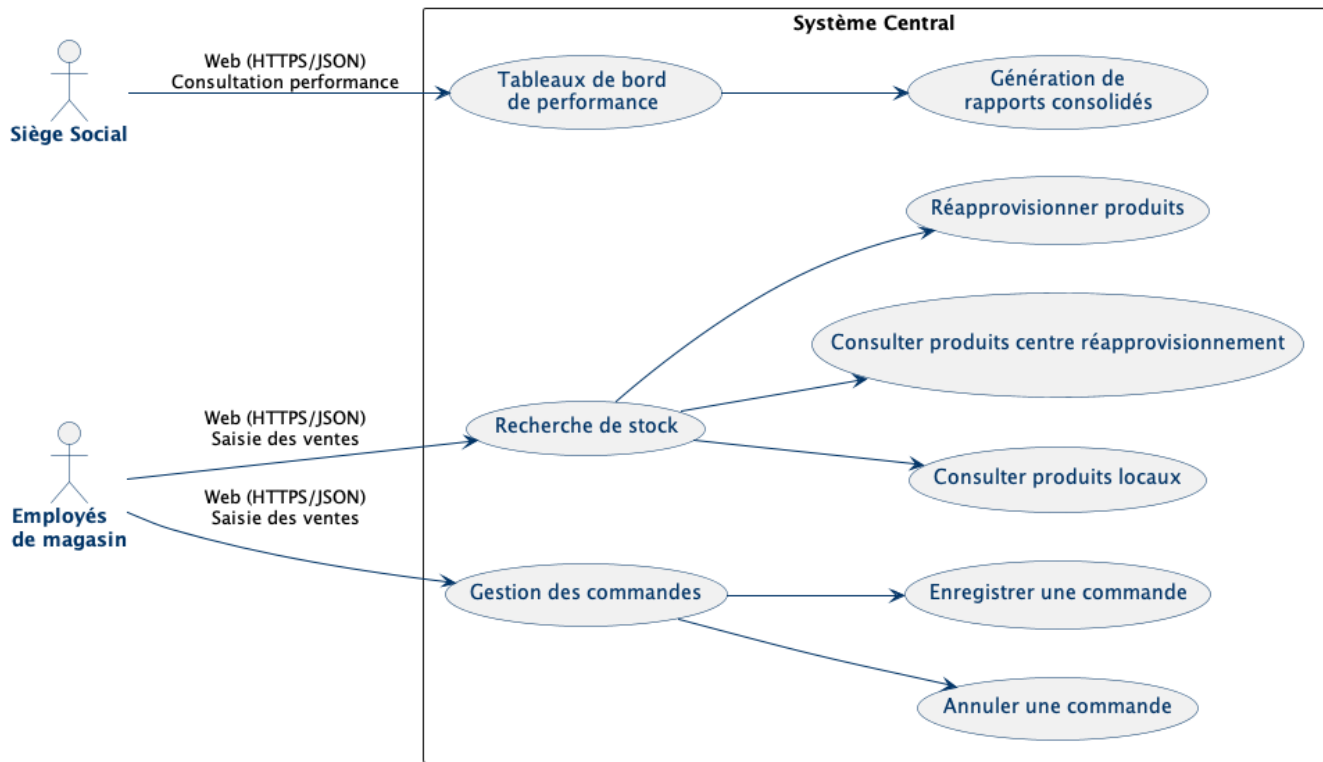 Système Central
Web (HTTPS/JSON)
Consultation performance
Siège Social
Tableaux de bord
de performance
Génération de
rapports consolidés
Réapprovisionner produits
Consulter produits centre réapprovisionnement
Web (HTTPS/JSON)
Saisie des ventes
Recherche de stock
Consulter produits locaux
Web (HTTPS/JSON)
Saisie des ventes
Employés
de magasin
Gestion des commandes
Enregistrer une commande
Annuler une commande